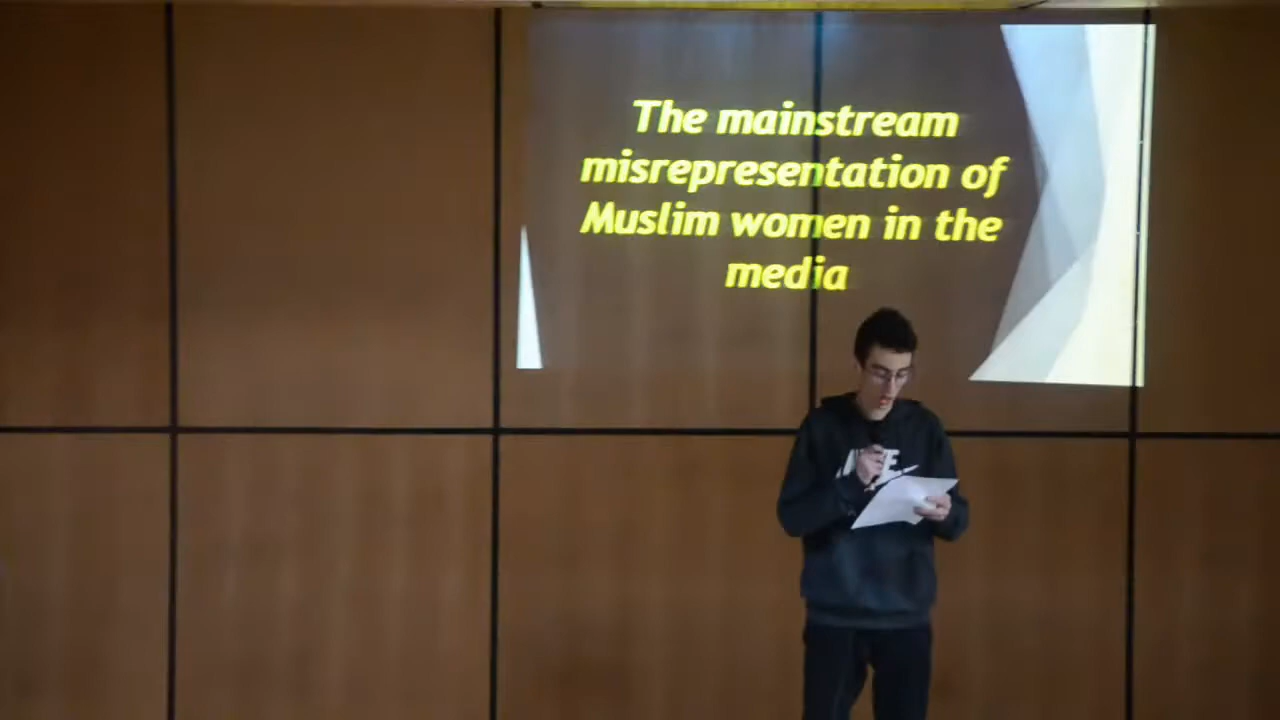 The mainstream
misrepresentation of
Muslim women in the
media